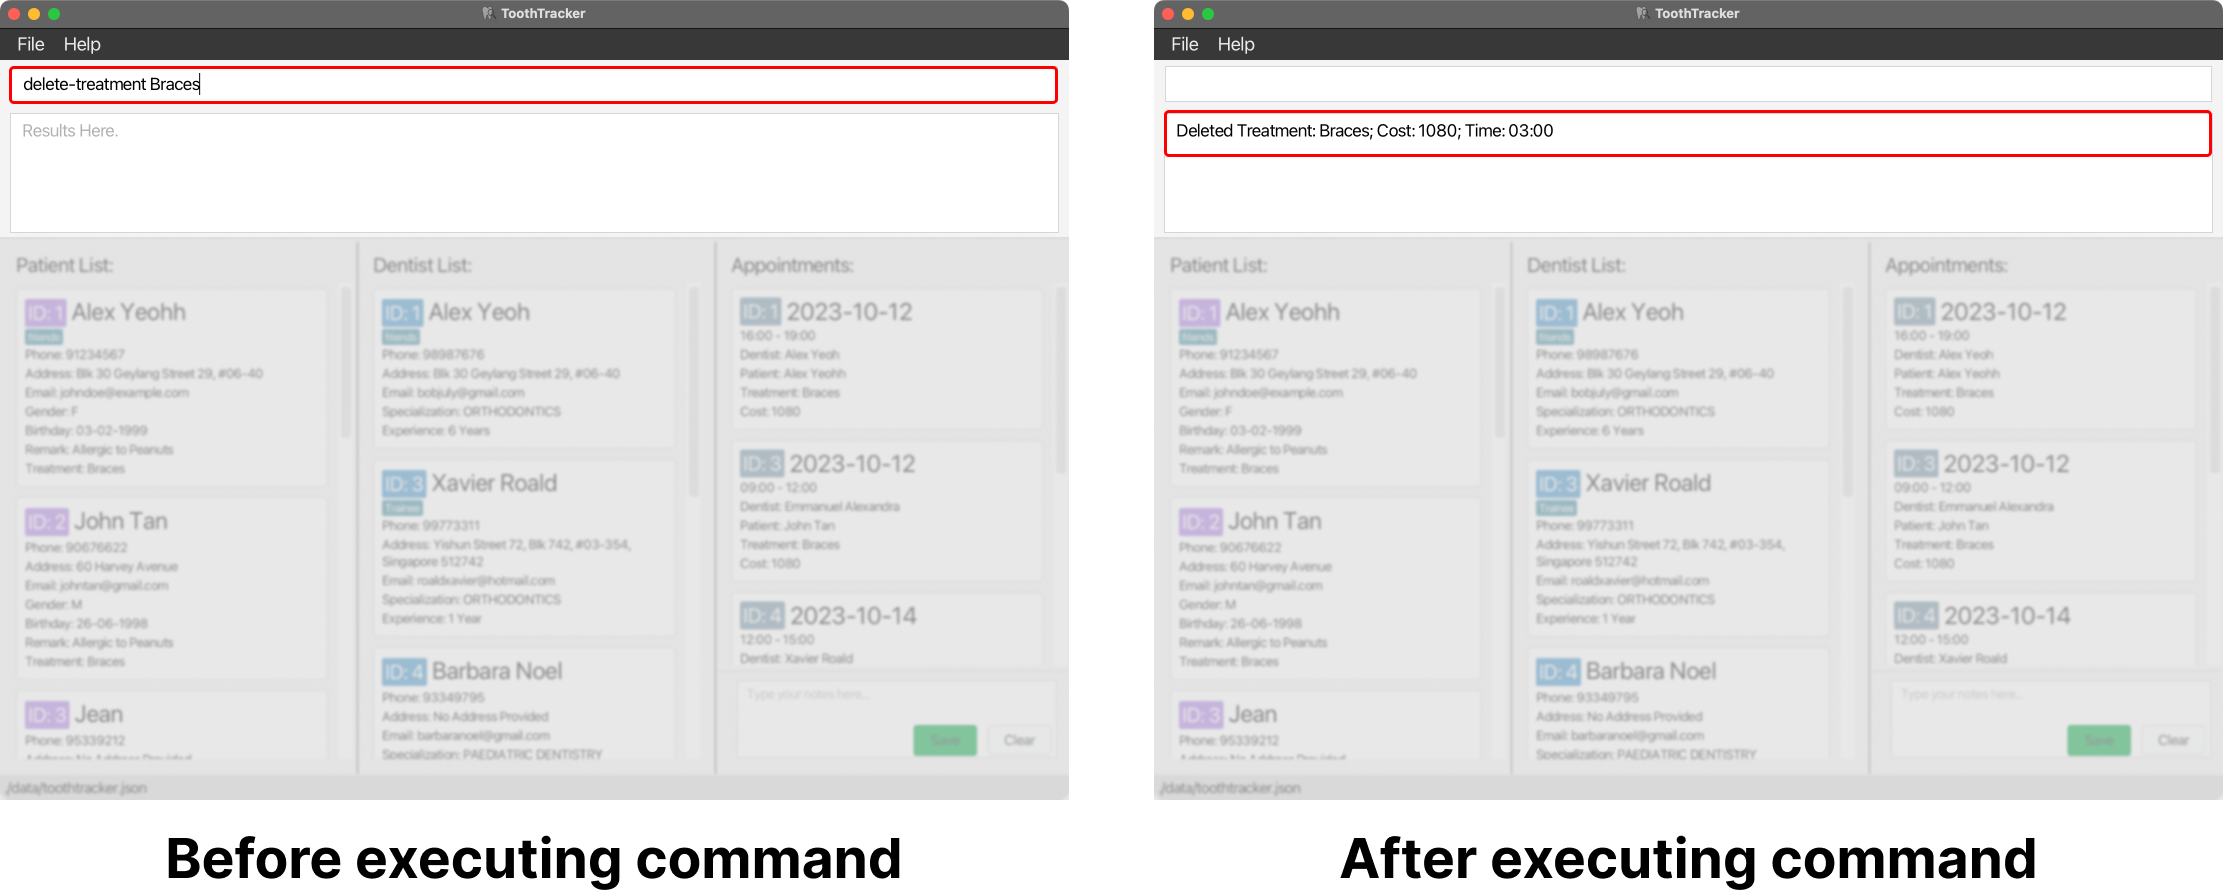 ToothTracker
File Help
delete-treatment Braces
Results Here.
Patient List:
ID: 1 Alex Yeohh
friends
Phone: 91234567
Address: Blk 30 Geylang Street 29, #06-40
Email: johndoe@example.com
Gender: F
Birthday: 03-02-1999
Remark: Allergic to Peanuts
Treatment: Braces
ID: 2 John Tan
Phone: 90676622
Address: 60 Harvey Avenue
Email: johntan@gmail.com
Gender: M
Birthday: 26-06-1998
Remark: Allergic to Peanuts
Treatment: Braces
ID: 3 Jean
Phone: 95339212
Address: No Address Provided
Dentist List:
ID: 1 Alex Yeoh
friends
Phone: 98987676
Address: Blk 30 Geylang Street 29, #06-40
Email: bobjuly@gmail.com
Specialization: ORTHODONTICS
Experience: 6 Years
ID: 3 Xavier Roald
Trainee
Phone: 99773311
Address: Yishun Street 72, Blk 742, #03-354,
Singapore 512742
Email: roaldxavier@hotmail.com
Specialization: ORTHODONTICS
Experience: 1 Year
ID: 4 Barbara Noel
Phone: 93349795
Address: No Address Provided
Email: barbaranoel@gmail.com
Specialization: PAEDIATRIC DENTISTRY
Appointments:
ID: 1 2023-10-12
16:00 - 19:00
Dentist: Alex Yeoh
Patient: Alex Yeohh
Treatment: Braces
Cost: 1080
ID: 3 2023-10-12
09:00 - 12:00
Dentist: Emmanuel Alexandra
Patient: John Tan
Treatment: Braces
Cost: 1080
ID: 4 2023-10-14
12:00 - 15:00
Dentist: Xavier Roald
Type your notes here...
Save Clear
./data/toothtracker.json
Before executing command
ToothTracker
File Help
Deleted Treatment: Braces; Cost: 1080; Time: 03:00
Patient List:
ID: 1 Alex Yeohh
friends
Phone: 91234567
Address: Blk 30 Geylang Street 29, #06-40
Email: johndoe@example.com
Gender: F
Birthday: 03-02-1999
Remark: Allergic to Peanuts
Treatment: Braces
ID: 2 John Tan
Phone: 90676622
Address: 60 Harvey Avenue
Email: johntan@gmail.com
Gender: M
Birthday: 26-06-1998
Remark: Allergic to Peanuts
Treatment: Braces
ID: 3 Jean
Phone: 95339212
Address: No Address Provided
Dentist List:
ID: 1 Alex Yeoh
friends
Phone: 98987676
Address: Blk 30 Geylang Street 29, #06-40
Email: bobjuly@gmail.com
Specialization: ORTHODONTICS
Experience: 6 Years
ID: 3 Xavier Roald
Trainee
Phone: 99773311
Address: Yishun Street 72, Blk 742, #03-354,
Singapore 512742
Email: roaldxavier@hotmail.com
Specialization: ORTHODONTICS
Experience: 1 Year
ID: 4 Barbara Noel
Phone: 93349795
Address: No Address Provided
Email: barbaranoel@gmail.com
Specialization: PAEDIATRIC DENTISTRY
Appointments:
ID: 1 2023-10-12
16:00 - 19:00
Dentist: Alex Yeoh
Patient: Alex Yeohh
Treatment: Braces
Cost: 1080
ID: 3 2023-10-12
09:00 - 12:00
Dentist: Emmanuel Alexandra
Patient: John Tan
Treatment: Braces
Cost: 1080
ID: 4 2023-10-14
12:00 - 15:00
Dentist: Xavier Roald
Type your notes here...
Save Clear
./data/toothtracker.json
After executing command